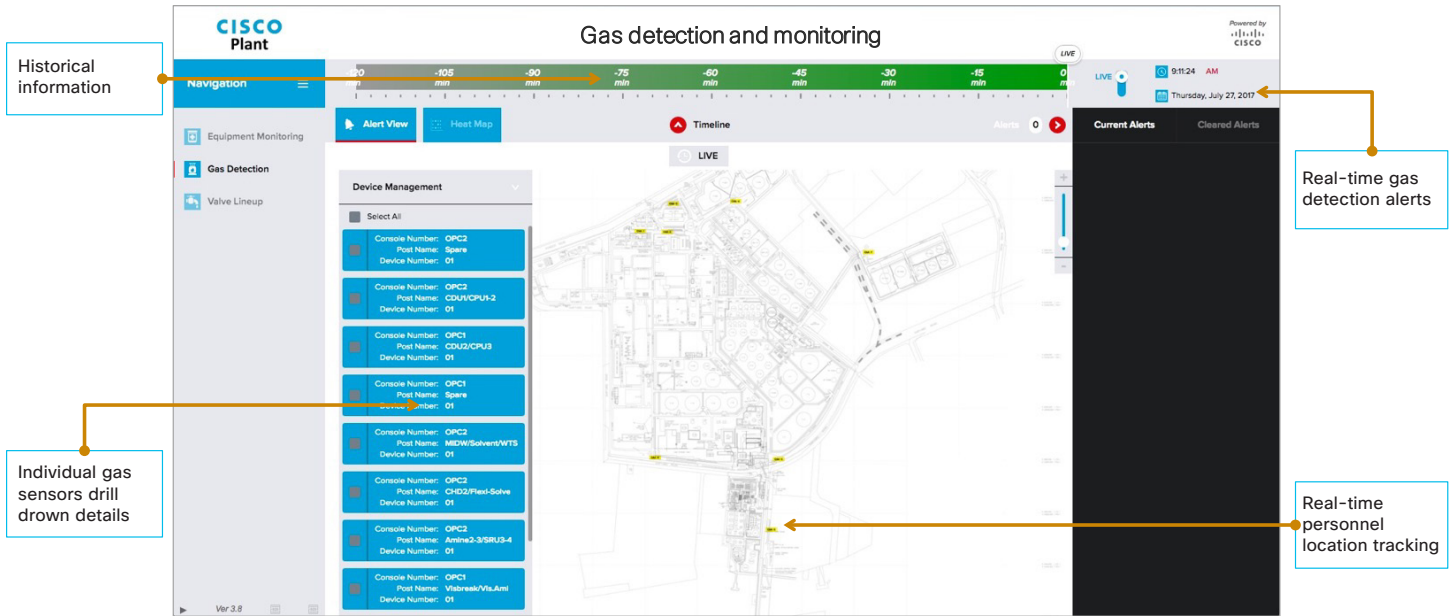 CISCO
Plant
Gas detection and monitoring
Powered by
CISCO
LIVE
Historical
information
Navigation
-105 -90 -75 -60 -45 -30 -15 0
min min min min min min min
LIVE
9:11:24 AM
Thursday, July 27, 2017
Alert View
Heat Map
Timeline
Alerts 0
Current Alerts
Cleared Alerts
LIVE
Equipment Monitoring
Gas Detection
Valve Lineup
Device Management
Select All
Console Number: OPC2
Post Name: Spare
Device Number: 01
Console Number: OPC2
Post Name: CDU1/CPU1-2
Device Number: 01
Console Number: OPC1
Post Name: CDU2/CPU3
Device Number: 01
Console Number: OPC1
Post Name: Spare
Device Number: 01
Console Number: OPC2
Post Name: MIDW/Solvent/WTS
Device Number: 01
Console Number: OPC2
Post Name: CHD2/Flexi-Solve
Device Number: 01
Console Number: OPC2
Post Name: Amine2-3/SRU3-4
Device Number: 01
Console Number: OPC1
Post Name: Visbreak/Vis.Ami
Device Number: 01
Ver 3.8
Real-time gas
detection alerts
Individual gas
sensors drill
drown details
Real-time
personnel
location tracking